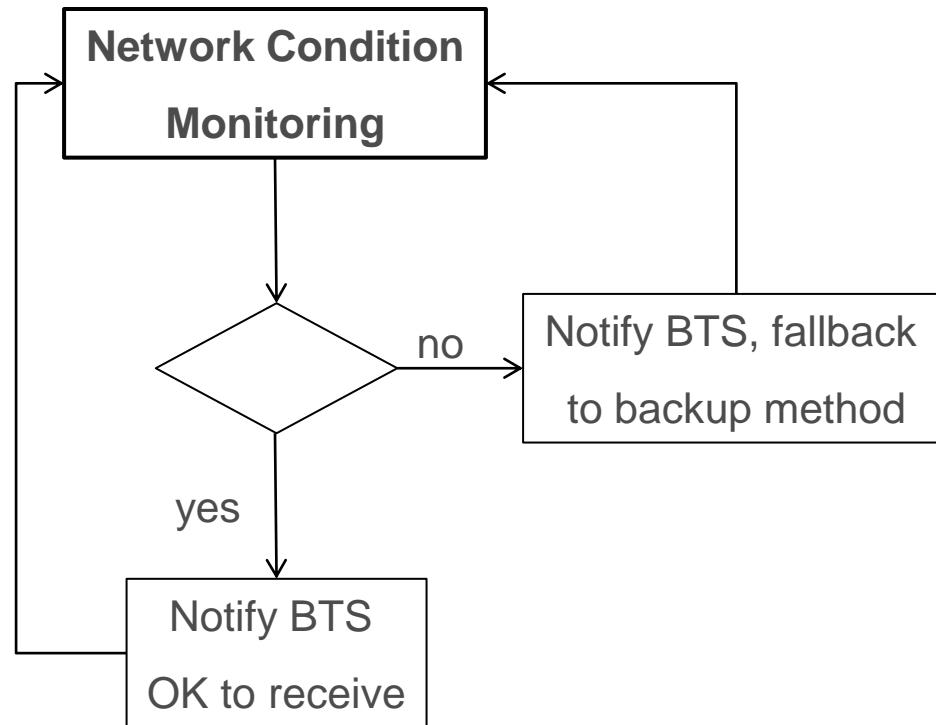 Network Condition
Monitoring
no
Notify BTS, fallback
to backup method
yes
Notify BTS
OK to receive